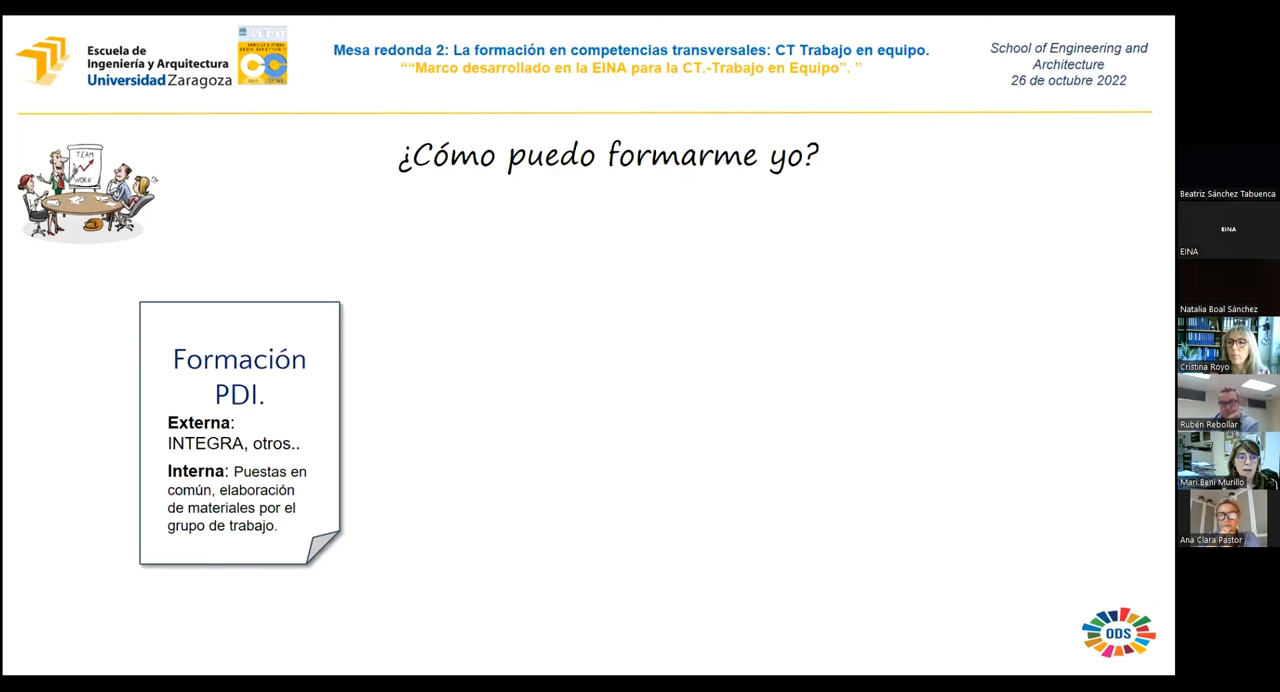 Escuela de
Ingeniería y Arquitectura
Universidad Zaragoza
Mesa redonda 2: La formación en competencias transversales: CT Trabajo en equipo.
““Marco desarrollado en la EINA para la CT.-Trabajo en Equipo”. ”
School of Engineering and
Architecture
26 de octubre 2022
TEAM
WORK
¿Cómo puedo formarme yo?
Formación
PDI.
Externa:
INTEGRA, otros..
Interna: Puestas en
común, elaboración
de materiales por el
grupo de trabajo.
ODS
Beatriz Sánchez Tabuenca
EINA
EINA
Natalia Boal Sánchez
Cristina Royo
Rubén Rebollar
Mari.Beni Murillo
Ana Clara Pastor